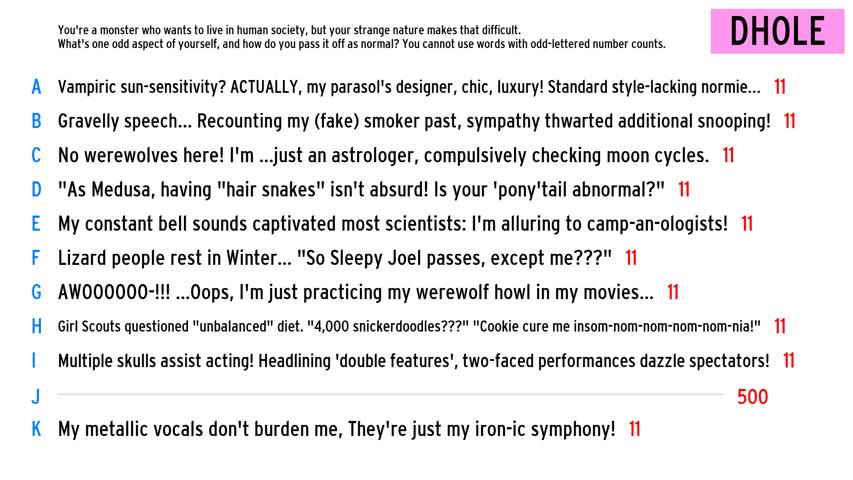 You're a monster who wants to live in human society, but your strange nature makes that difficult.
What's one odd aspect of yourself, and how do you pass it off as normal? You cannot use words with odd-lettered number counts.
DHOLE
A Vampiric sun-sensitivity? ACTUALLY, my parasol's designer, chic, luxury! Standard style-lacking normie... 11
B Gravelly speech... Recounting my (fake) smoker past, sympathy thwarted additional snooping! 11
C No werewolves here! I'm ...just an astrologer, compulsively checking moon cycles. 11
D "As Medusa, having "hair snakes" isn't absurd! Is your 'pony'tail abnormal?" 11
E My constant bell sounds captivated most scientists: I'm alluring to camp-an-ologists! 11
F Lizard people rest in Winter... "So Sleepy Joel passes, except me???" 11
G AWOOOOOO-!!! ...Oops, I'm just practicing my werewolf howl in my movies... 11
H Girl Scouts questioned "unbalanced" diet. "4,000 snickerdoodles???" "Cookie cure me insom-nom-nom-nom-nom-nia!" 11
I Multiple skulls assist acting! Headlining 'double features', two-faced performances dazzle spectators! 11
J 500
K My metallic vocals don't burden me, They're just my iron-ic symphony! 11